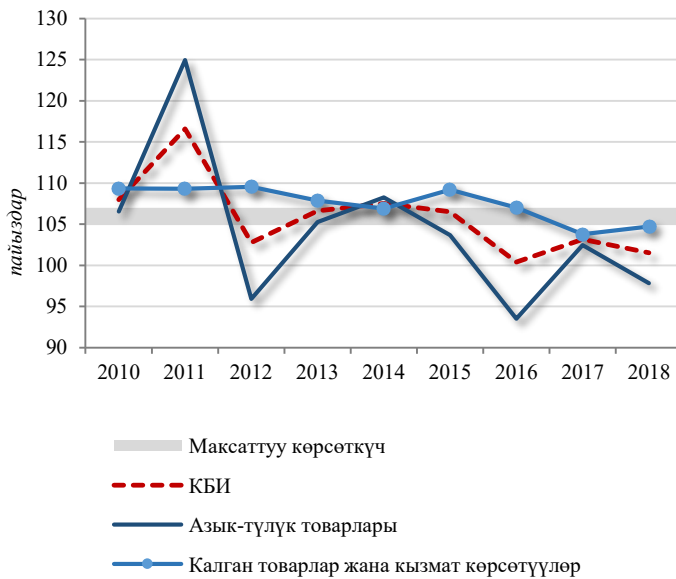 130
125
120
115
110
105
100
95
90
пайыздар
2010 2011 2012 2013 2014 2015 2016 2017 2018
Максаттуу көрсөткүч
КБИ
Азык-түлүк товарлары
Калган товарлар жана кызмат көрсөтүүлөр